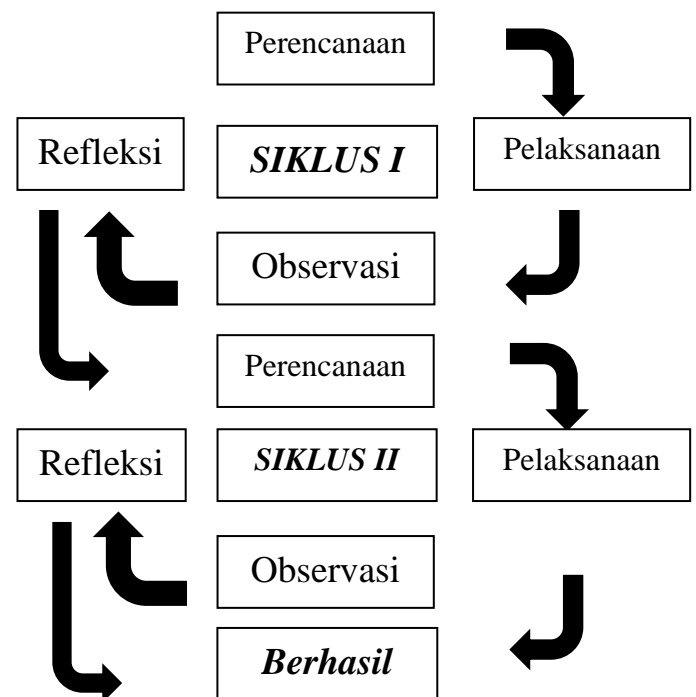 Perencanaan
Refleksi
SIKLUS I
Pelaksanaan
Observasi
Perencanaan
Refleksi
SIKLUS II
Pelaksanaan
Observasi
Berhasil